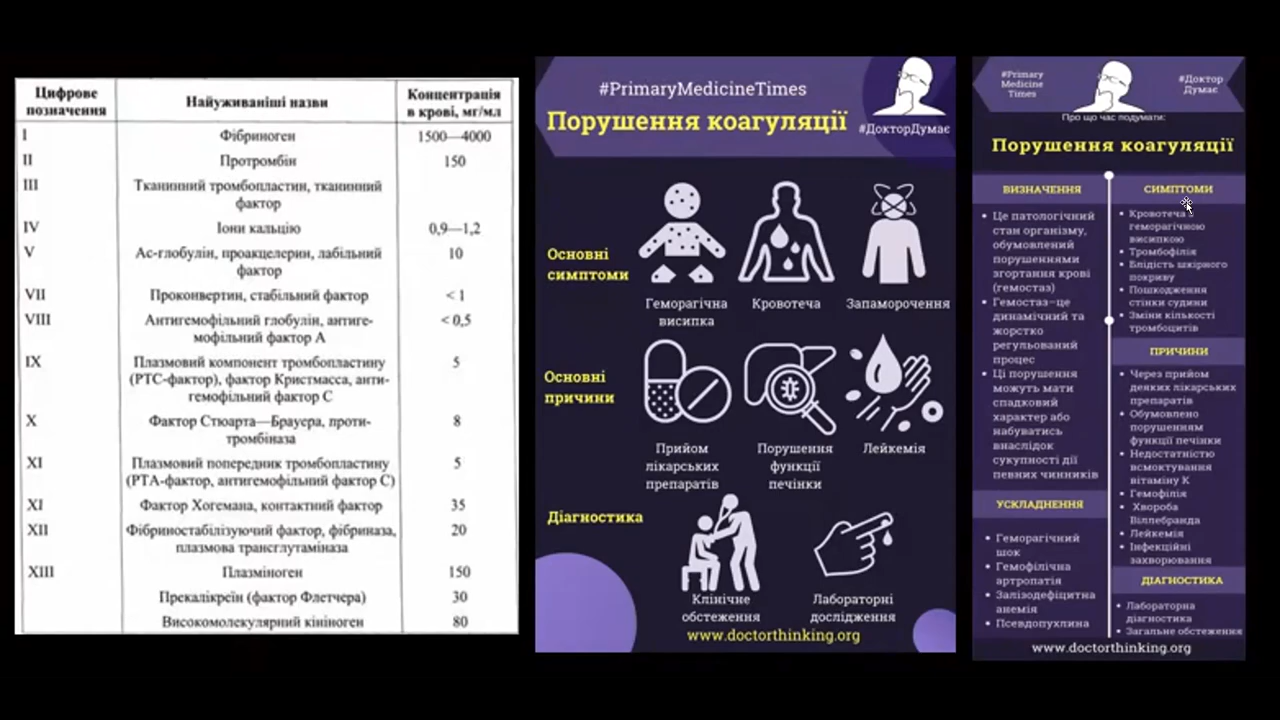 Цифрове позначення
Найуживаніші назви
Концентрація в крові, мг/мл
I Фібриноген 1500—4000
II Протромбін 150
III Тканинний тромбопластин, тканинний
фактор
IV Іони кальцію 0,9—1,2
V Ас-глобулін, проакцелерин, лабільний 10
фактор
VII Проконвертин, стабільний фактор < 1
VIII Антигемофільний глобулін, антиге- < 0,5
мофільний фактор А
IX Плазмовий компонент тромбопластину 5
(РТС-фактор), фактор Кристмасса, анти-
гемофільний фактор С
X Фактор Стюарта—Брауера, проти- 8
тромбіназа
XI Плазмовий попередник тромбопластину 5
(РТА-фактор, антигемофільний фактор С)
XI Фактор Хогемана, контактний фактор 35
XII Фібриностабілізуючий фактор, фібриназа, 20
плазмова трансглутаміназа
XIII Плазміноген 150
Прекалікреїн (фактор Флетчера) 30
Високомолекулярний кініноген 80
#PrimaryMedicineTimes
Порушення коагуляції
#ДокторДумає
Основні
симптоми
Геморагічна
висипка
Кровотеча
Запаморочення
Основні
причини
Прийом
лікарських
препаратів
Порушення
функції
печінки
Лейкемія
Діагностика
Клінічне
обстеження
Лабораторні
дослідження
www.doctorthinking.org
#Primary
Medicine
Times
#Доктор
Думає
Про що час подумати:
Порушення коагуляції
ВИЗНАЧЕННЯ
• Це патологічний
стан організму,
обумовлений
порушеннями
згортання крові
(гемостаз)
• Гемостаз–це
динамічний та
жорстко
регульований
процес
• Ці порушення
можуть мати
спадковий
характер або
набуватись
внаслідок
сукупності дії
певних чинників
УСКЛАДНЕННЯ
• Геморагічний
шок
• Гемофілічна
артропатія
• Залізодефіцитна
анемія
• Псевдопухлина
СИМПТОМИ
• Кровотеча з
геморагічною
висипкою
• Тромбофілія
• Блідість шкірного
покриву
• Пошкодження
стінки судини
• Зміни кількості
тромбоцитів
ПРИЧИНИ
• Через прийом
деяких лікарських
препаратів
• Обумовлено
порушенням
функції печінки
• Недостатністю
всмоктування
вітаміну К
• Гемофілія
• Хвороба
Віллебранда
• Лейкемія
• Інфекційні
захворювання
ДІАГНОСТИКА
• Лабораторна
діагностика
• Загальне обстеження
www.doctorthinking.org